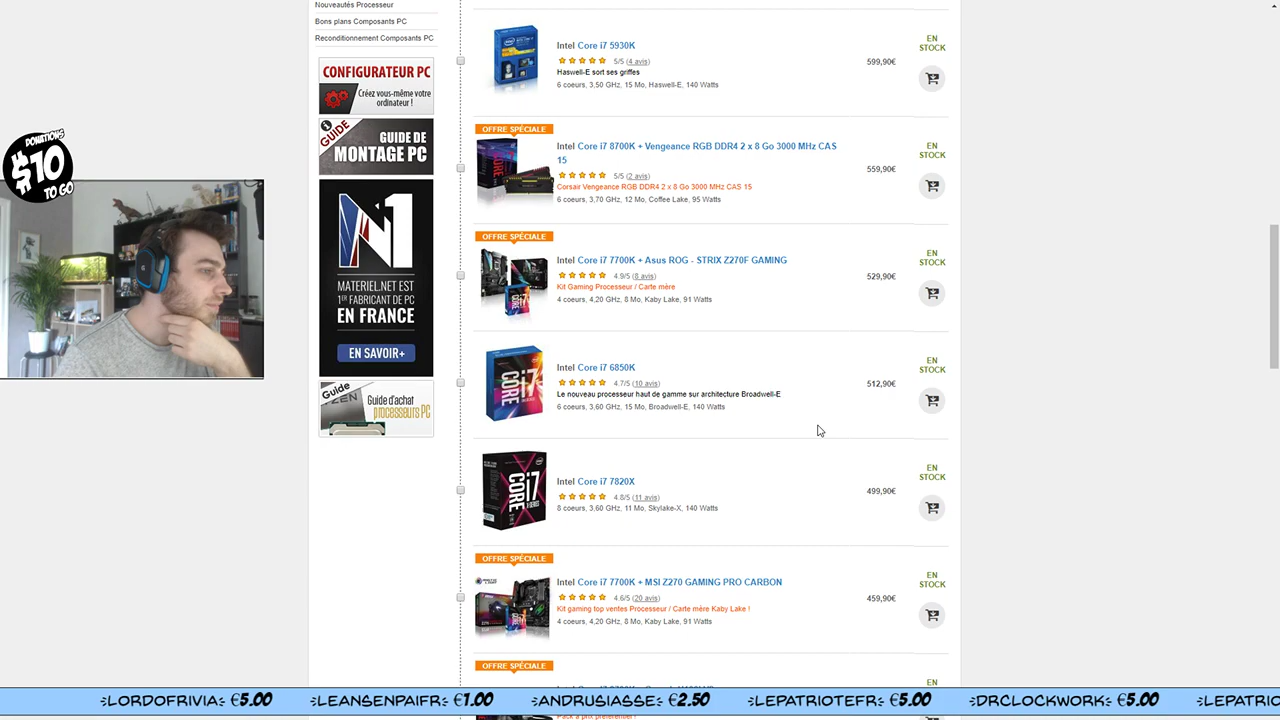 Nouveautés Processeur
Bons plans Composants PC
Reconditionnement Composants PC
CONFIGURATEUR PC
Créez vous-même votre
ordinateur !
GUIDE
GUIDE DE
MONTAGE PC
N1
MATERIEL.NET EST
1ER FABRICANT DE PC
EN FRANCE
EN SAVOIR+
Guide
Guide d'achat
processeurs PC
DONATIONS
$10
TO GO
Intel Core i7 5930K
5/5 (4 avis)
Haswell-E sort ses griffes
6 coeurs, 3,50 GHz, 15 Mo, Haswell-E, 140 Watts
599,90€
EN
STOCK
OFFRE SPÉCIALE
Intel Core i7 8700K + Vengeance RGB DDR4 2 x 8 Go 3000 MHz CAS
15
5/5 (2 avis)
Corsair Vengeance RGB DDR4 2 x 8 Go 3000 MHz CAS 15
6 coeurs, 3,70 GHz, 12 Mo, Coffee Lake, 95 Watts
559,90€
EN
STOCK
OFFRE SPÉCIALE
Intel Core i7 7700K + Asus ROG - STRIX Z270F GAMING
4.9/5 (8 avis)
Kit Gaming Processeur / Carte mère
4 coeurs, 4,20 GHz, 8 Mo, Kaby Lake, 91 Watts
529,90€
EN
STOCK
Intel Core i7 6850K
4.7/5 (10 avis)
Le nouveau processeur haut de gamme sur architecture Broadwell-E
6 coeurs, 3,60 GHz, 15 Mo, Broadwell-E, 140 Watts
512,90€
EN
STOCK
CORE i7
Intel Core i7 7820X
4.8/5 (11 avis)
8 coeurs, 3,60 GHz, 11 Mo, Skylake-X, 140 Watts
499,90€
EN
STOCK
CORE i7
OFFRE SPÉCIALE
Intel Core i7 7700K + MSI Z270 GAMING PRO CARBON
4.6/5 (20 avis)
Kit gaming top ventes Processeur / Carte mère Kaby Lake !
4 coeurs, 4,20 GHz, 8 Mo, Kaby Lake, 91 Watts
459,90€
EN
STOCK
OFFRE SPÉCIALE
EN
LORDOFRIVIA: €5.00
LEANSENPAIFR: €1.00
ANDRUSIASSE: €2.50
LEPATRIOTEFR: €5.00
DRCLOCKWORK: €5.00
LEPATRIO
Pack à prix préférentiel !